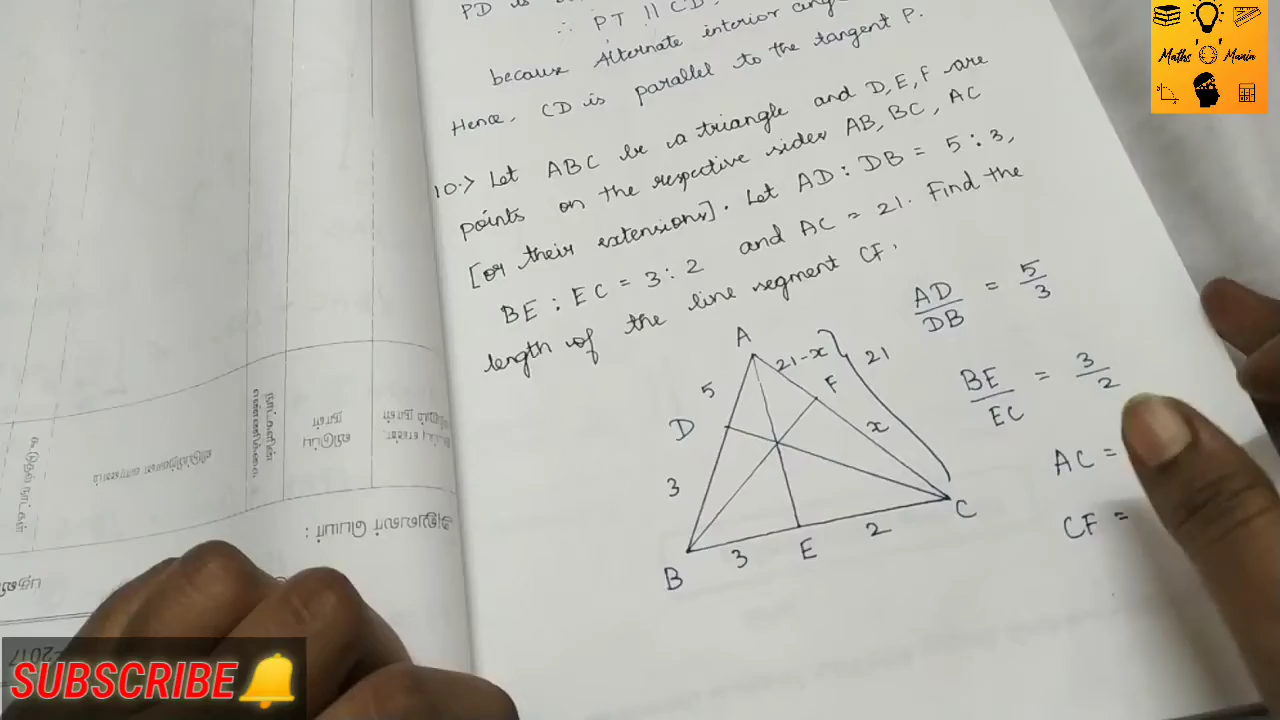 PD is
∴ PT || CD,
because Alternate interior
Hence, CD is parallel to the tangent P.
10.> Let ABC be a triangle and D, E, F are
points on the respective sides AB, BC, AC
[or their extensions]. Let AD : DB = 5 : 3,
BE : EC = 3 : 2 and AC = 21. Find the
length of the line segment CF.
AD/DB = 5/3
BE/EC = 3/2
AC =
CF =
A
21-x
21
5
F
D
x
3
C
B
3
E
2
Maths Mania
SUBSCRIBE